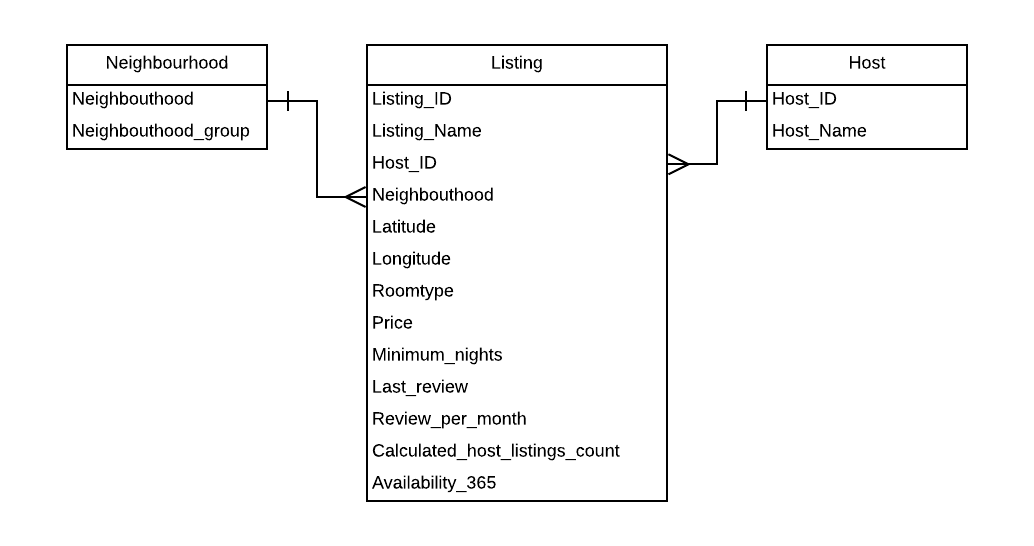 Neighbourhood
Neighbouthood
Neighbouthood_group
Listing
Listing_ID
Listing_Name
Host_ID
Neighbouthood
Latitude
Longitude
Roomtype
Price
Minimum_nights
Last_review
Review_per_month
Calculated_host_listings_count
Availability_365
Host
Host_ID
Host_Name